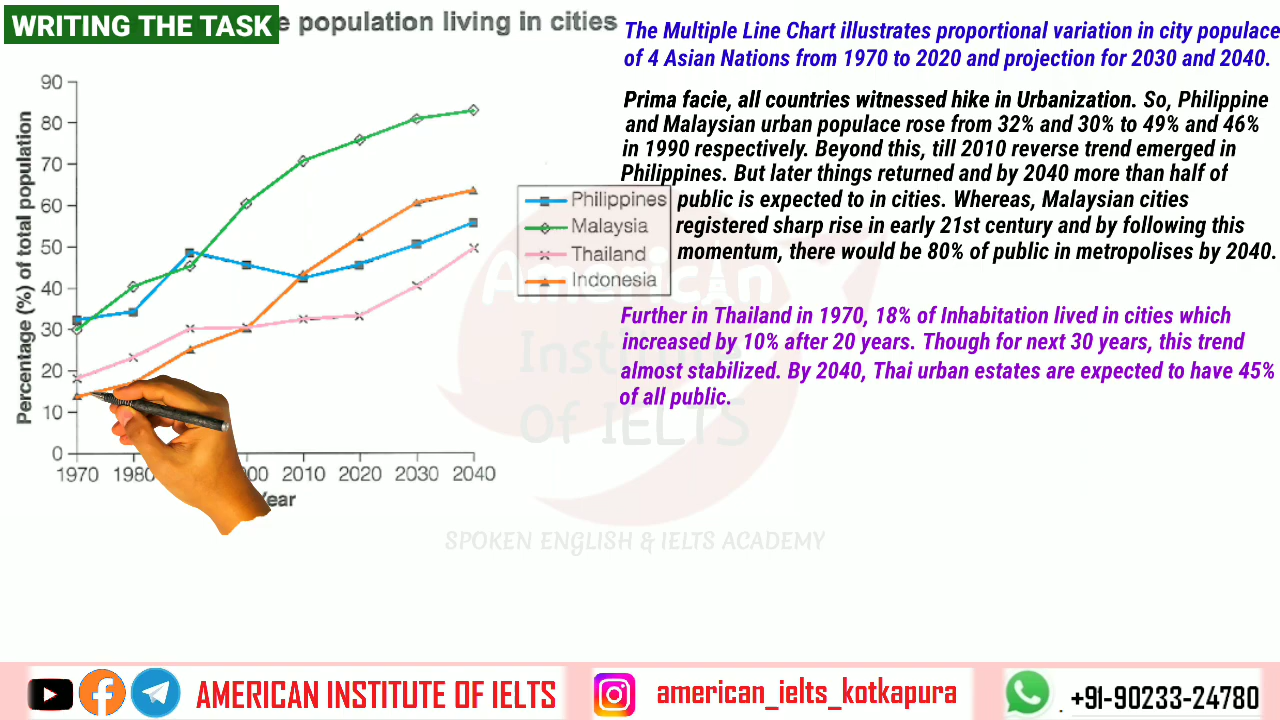 WRITING THE TASK
e population living in cities
The Multiple Line Chart illustrates proportional variation in city populace
of 4 Asian Nations from 1970 to 2020 and projection for 2030 and 2040.
Prima facie, all countries witnessed hike in Urbanization. So, Philippine
and Malaysian urban populace rose from 32% and 30% to 49% and 46%
in 1990 respectively. Beyond this, till 2010 reverse trend emerged in
Philippines. But later things returned and by 2040 more than half of
public is expected to in cities. Whereas, Malaysian cities
registered sharp rise in early 21st century and by following this
momentum, there would be 80% of public in metropolises by 2040.
Further in Thailand in 1970, 18% of Inhabitation lived in cities which
increased by 10% after 20 years. Though for next 30 years, this trend
almost stabilized. By 2040, Thai urban estates are expected to have 45%
of all public.
Percentage (%) of total population
90
80
70
60
50
40
30
20
10
0
1970 1980 00 2010 2020 2030 2040
Year
Philippines
Malaysia
Thailand
Indonesia
American
Institute
Of IELTS
SPOKEN ENGLISH & IELTS ACADEMY
AMERICAN INSTITUTE OF IELTS
american_ielts_kotkapura
. +91-90233-24780